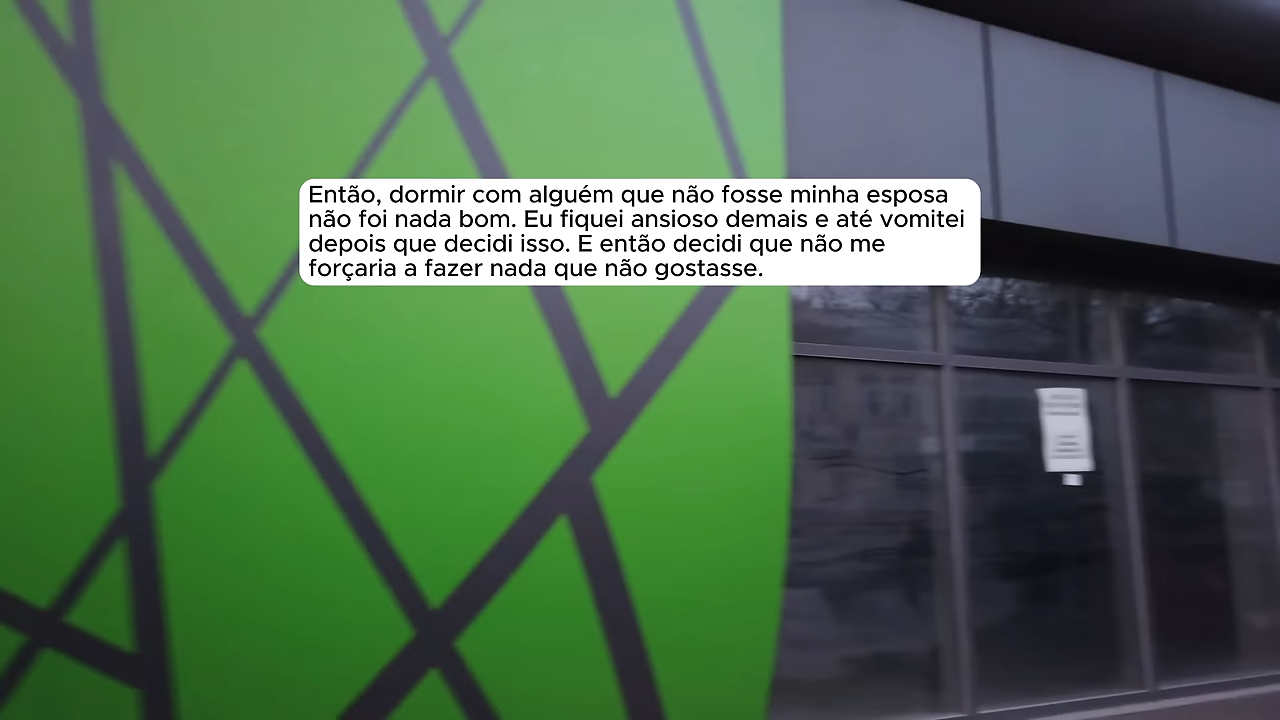 Então, dormir com alguém que não fosse minha esposa
não foi nada bom. Eu fiquei ansioso demais e até vomitei
depois que decidi isso. E então decidi que não me
forçaria a fazer nada que não gostasse.